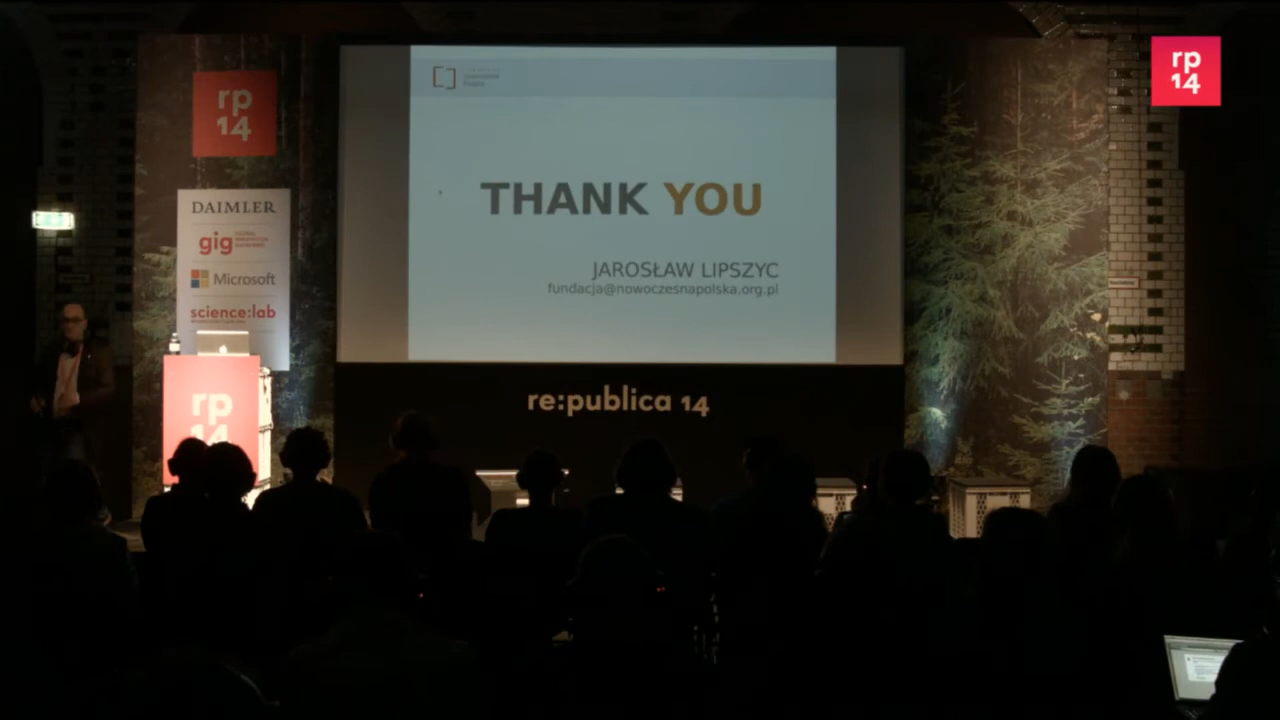 rp
14
rp
14
DAIMLER
gig
Microsoft
science:lab
THANK YOU
JAROSŁAW LIPSZYC
fundacja@nowoczesnapolska.org.pl
re:publica 14
rp
14